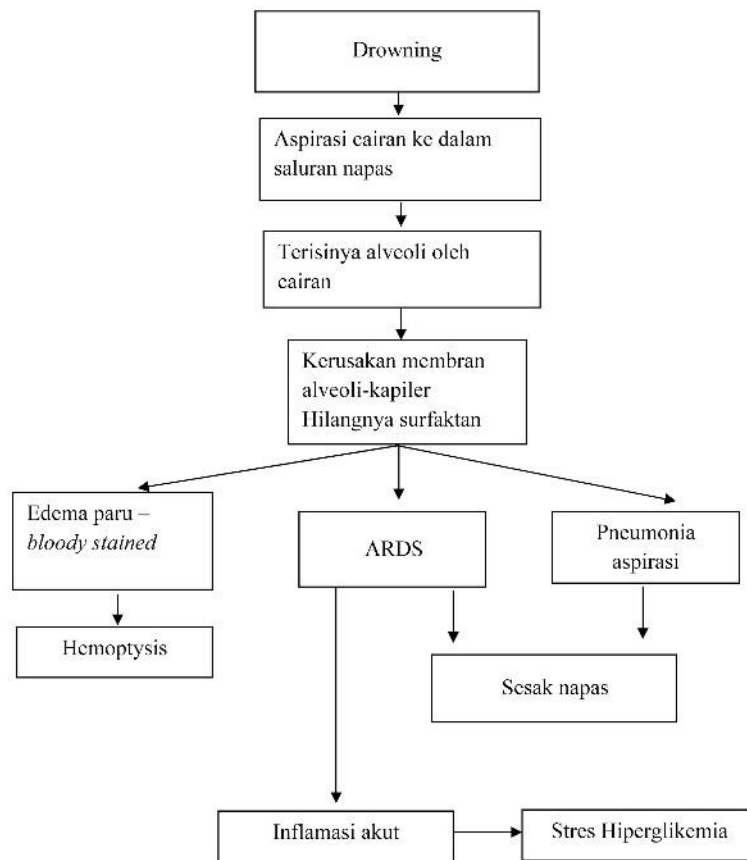 Drowning
Aspirasi cairan ke dalam
saluran napas
Terisinya alveoli oleh
cairan
Kerusakan membran
alveoli-kapiler
Hilangnya surfaktan
Edema paru –
bloody stained
ARDS
Pneumonia
aspirasi
Hemoptysis
Sesak napas
Inflamasi akut
Stres Hiperglikemia